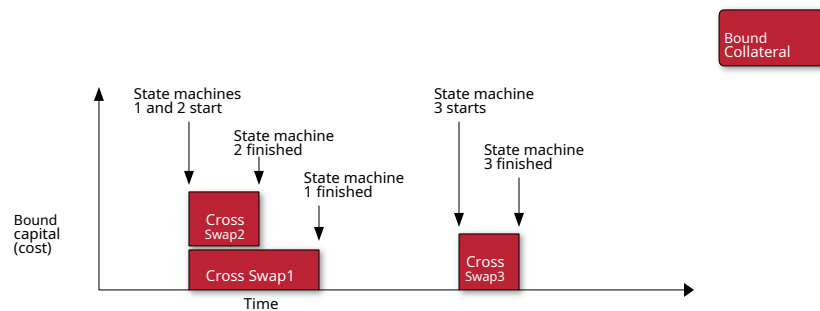 Bound
Collateral
State machines
1 and 2 start
State machine
2 finished
State machine
1 finished
State machine
3 starts
State machine
3 finished
Bound
capital
(cost)
Cross
Swap2
Cross Swap1
Cross
Swap3
Time